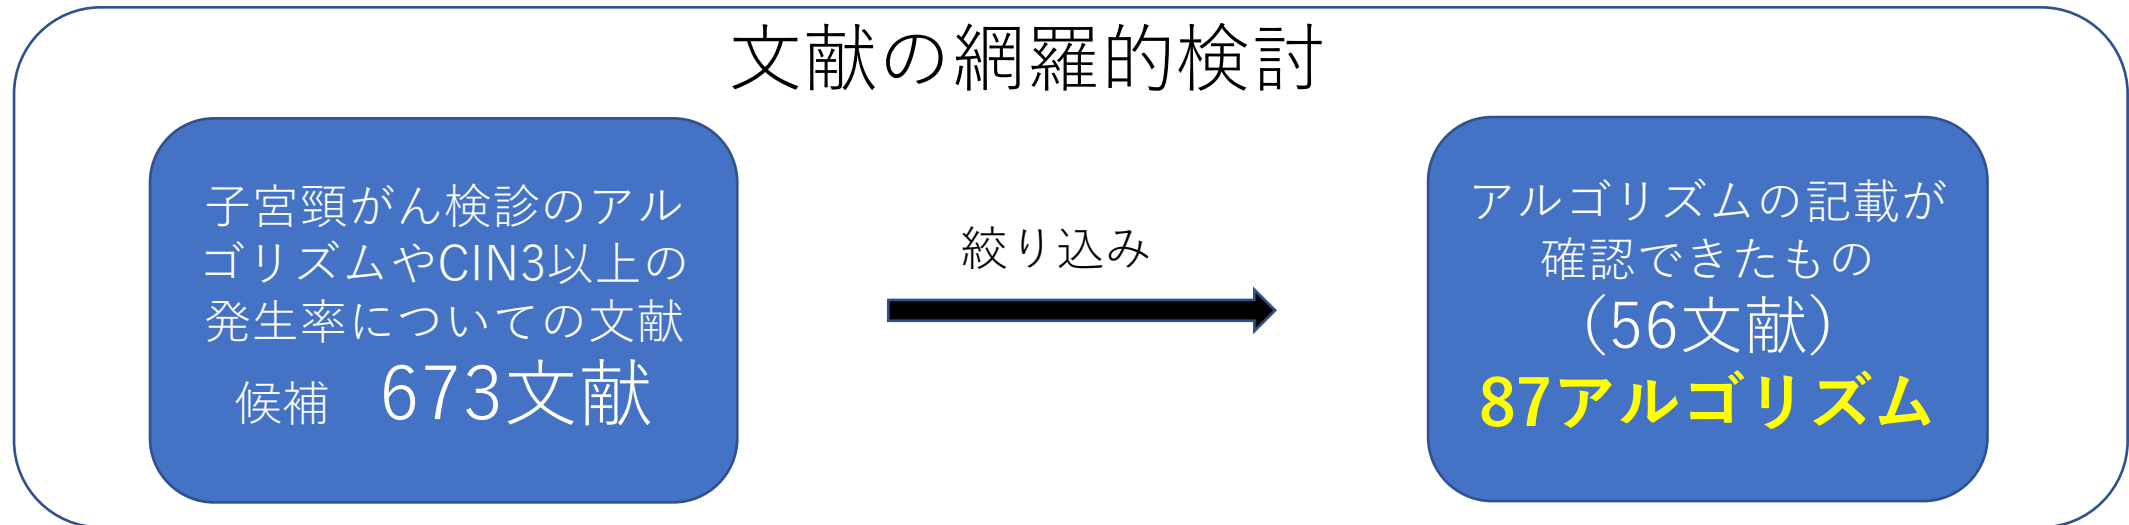 文献の網羅的検討
子宮頸がん検診のアル
ゴリズムやCIN3以上の
発生率についての文献
候補　673文献
絞り込み
アルゴリズムの記載が
確認できたもの
（56文献）
87アルゴリズム